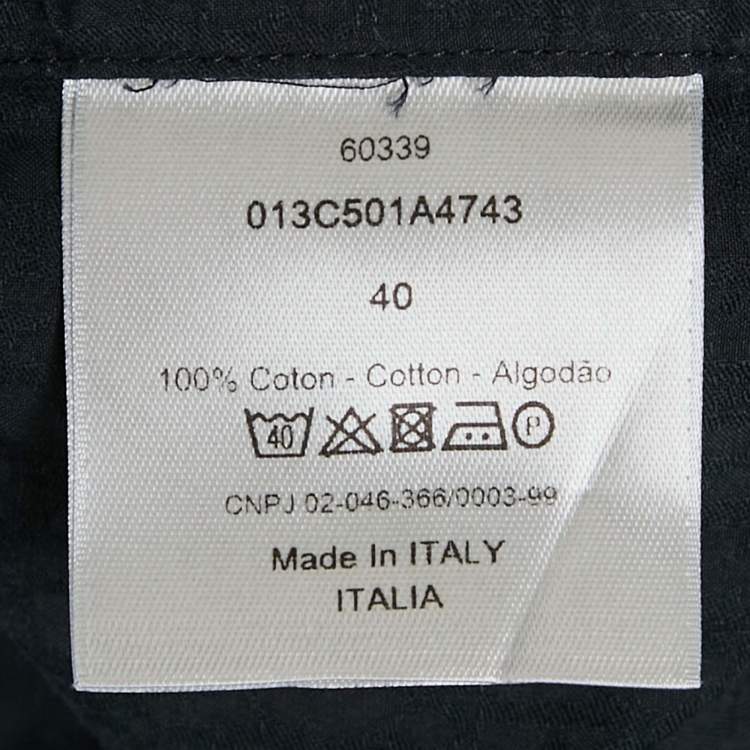 60339
013C501A4743
40
100% Coton - Cotton - Algodão
40 P
CNPJ 02-046-366/0003-99
Made In ITALY
ITALIA